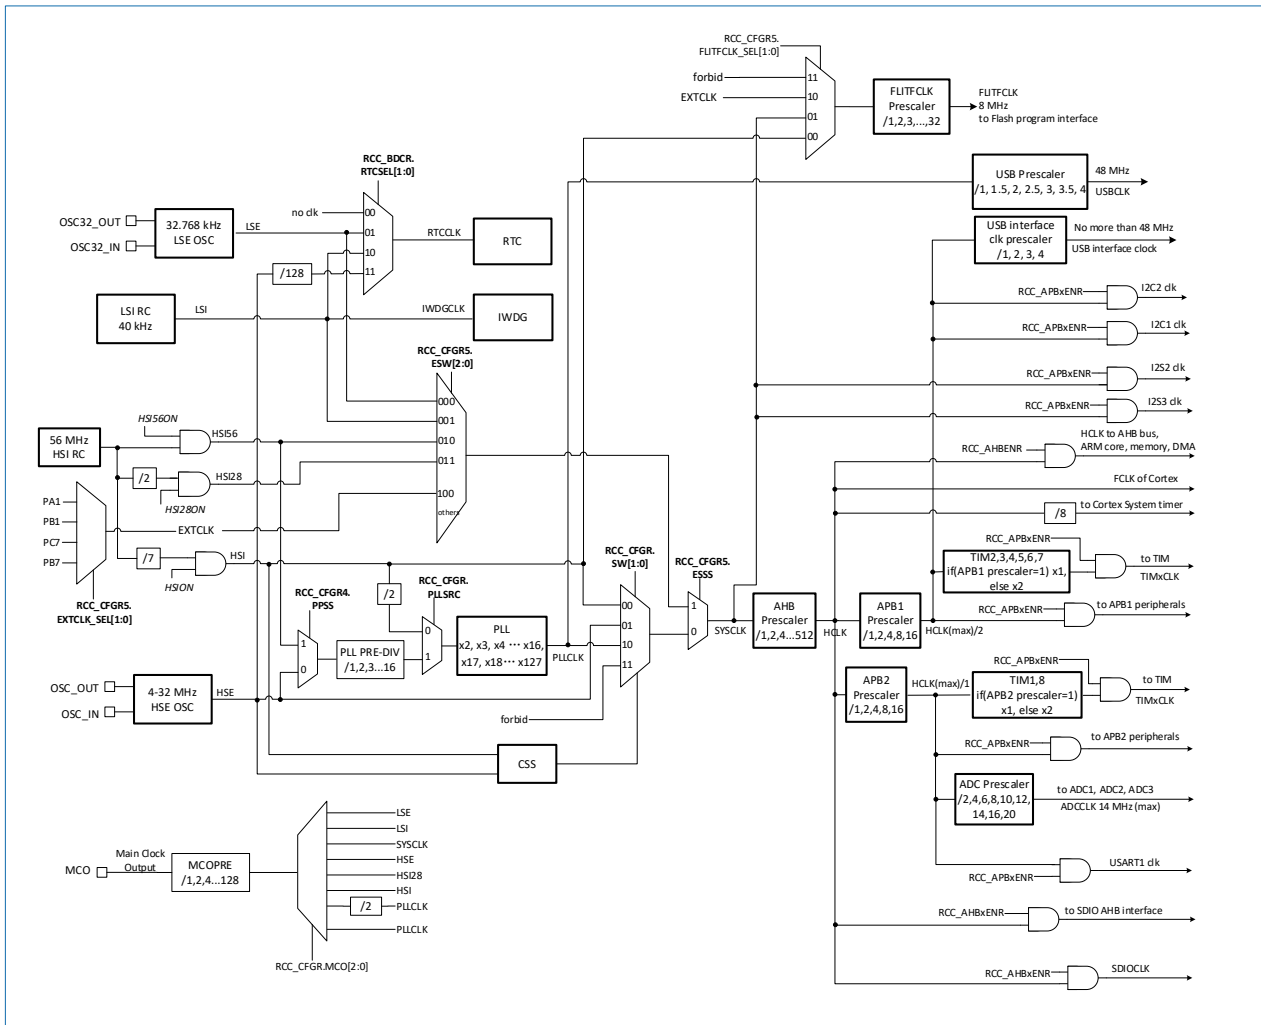 RCC_CFGR5.
FLITFCLK_SEL[1:0]
forbid
11
EXTCLK
10
01
00
FLITFCLK
Prescaler
/1,2,3,...,32
FLITFCLK
8 MHz
to Flash program interface
RCC_BDCR.
RTCSEL[1:0]
USB Prescaler
/1, 1.5, 2, 2.5, 3, 3.5, 4
48 MHz
USBCLK
OSC32_OUT
OSC32_IN
32.768 kHz
LSE OSC
LSE
no clk
00
01
10
11
/128
RTCCLK
RTC
USB interface
clk prescaler
/1, 2, 3, 4
No more than 48 MHz
USB interface clock
LSI RC
40 kHz
LSI
IWDGCLK
IWDG
RCC_APBxENR
I2C2 clk
RCC_APBxENR
I2C1 clk
RCC_APBxENR
I2S2 clk
RCC_APBxENR
I2S3 clk
RCC_CFGR5.
ESW[2:0]
000
001
010
011
100
others
HSI56ON
56 MHz
HSI RC
HSI56
/2
HSI28
HSI28ON
PA1
PB1
PC7
PB7
EXTCLK
/7
HSI
HSION
RCC_CFGR5.
EXTCLK_SEL[1:0]
RCC_AHBENR
HCLK to AHB bus,
ARM core, memory, DMA
FCLK of Cortex
/8
to Cortex System timer
RCC_CFGR4.
PPSS
1
0
PLL PRE-DIV
/1,2,3...16
/2
RCC_CFGR.
PLLSRC
0
1
PLL
x2, x3, x4 ··· x16,
x17, x18··· x127
PLLCLK
RCC_CFGR.
SW[1:0]
00
01
10
11
forbid
RCC_CFGR5.
ESSS
1
0
SYSCLK
AHB
Prescaler
/1,2,4...512
HCLK
APB1
Prescaler
/1,2,4,8,16
HCLK(max)/2
RCC_APBxENR
TIM2,3,4,5,6,7
if(APB1 prescaler=1) x1,
else x2
to TIM
TIMxCLK
RCC_APBxENR
to APB1 peripherals
OSC_OUT
OSC_IN
4-32 MHz
HSE OSC
HSE
CSS
APB2
Prescaler
/1,2,4,8,16
HCLK(max)/1
RCC_APBxENR
TIM1,8
if(APB2 prescaler=1)
x1, else x2
to TIM
TIMxCLK
RCC_APBxENR
to APB2 peripherals
ADC Prescaler
/2,4,6,8,10,12,
14,16,20
to ADC1, ADC2, ADC3
ADCCLK 14 MHz (max)
USART1 clk
RCC_APBxENR
RCC_AHBxENR
to SDIO AHB interface
RCC_AHBxENR
SDIOCLK
MCO
Main Clock
Output
MCOPRE
/1,2,4...128
LSE
LSI
SYSCLK
HSE
HSI28
HSI
/2
PLLCLK
PLLCLK
RCC_CFGR.MCO[2:0]